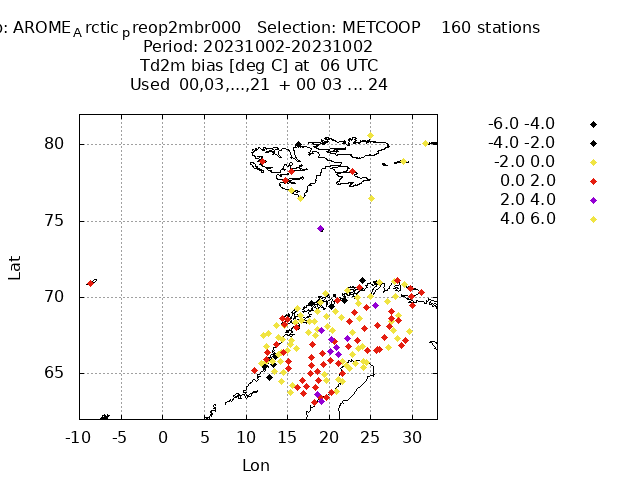 : AROME_Arctic_preop2mbr000 Selection: METCOOP 160 stations
Period: 20231002-20231002
Td2m bias [deg C] at 06 UTC
Used 00,03,...,21 + 00 03 ... 24
-6.0 -4.0
-4.0 -2.0
-2.0 0.0
0.0 2.0
2.0 4.0
4.0 6.0
80
75
70
65
Lat
-10 -5 0 5 10 15 20 25 30
Lon